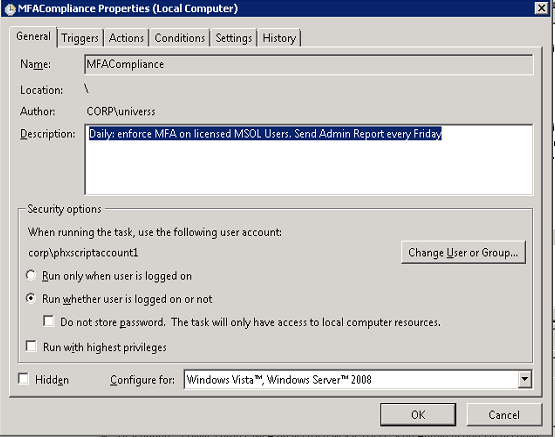 MFACompliance Properties (Local Computer)
General Triggers Actions Conditions Settings History
Name: MFACompliance
Location: \
Author: CORP\universs
Description: Daily: enforce MFA on licensed MSOL Users. Send Admin Report every Friday
Security options
When running the task, use the following user account:
corp\phxscriptaccount1 Change User or Group...
Run only when user is logged on
Run whether user is logged on or not
Do not store password. The task will only have access to local computer resources.
Run with highest privileges
Hidden Configure for: Windows Vista™, Windows Server™ 2008
OK Cancel